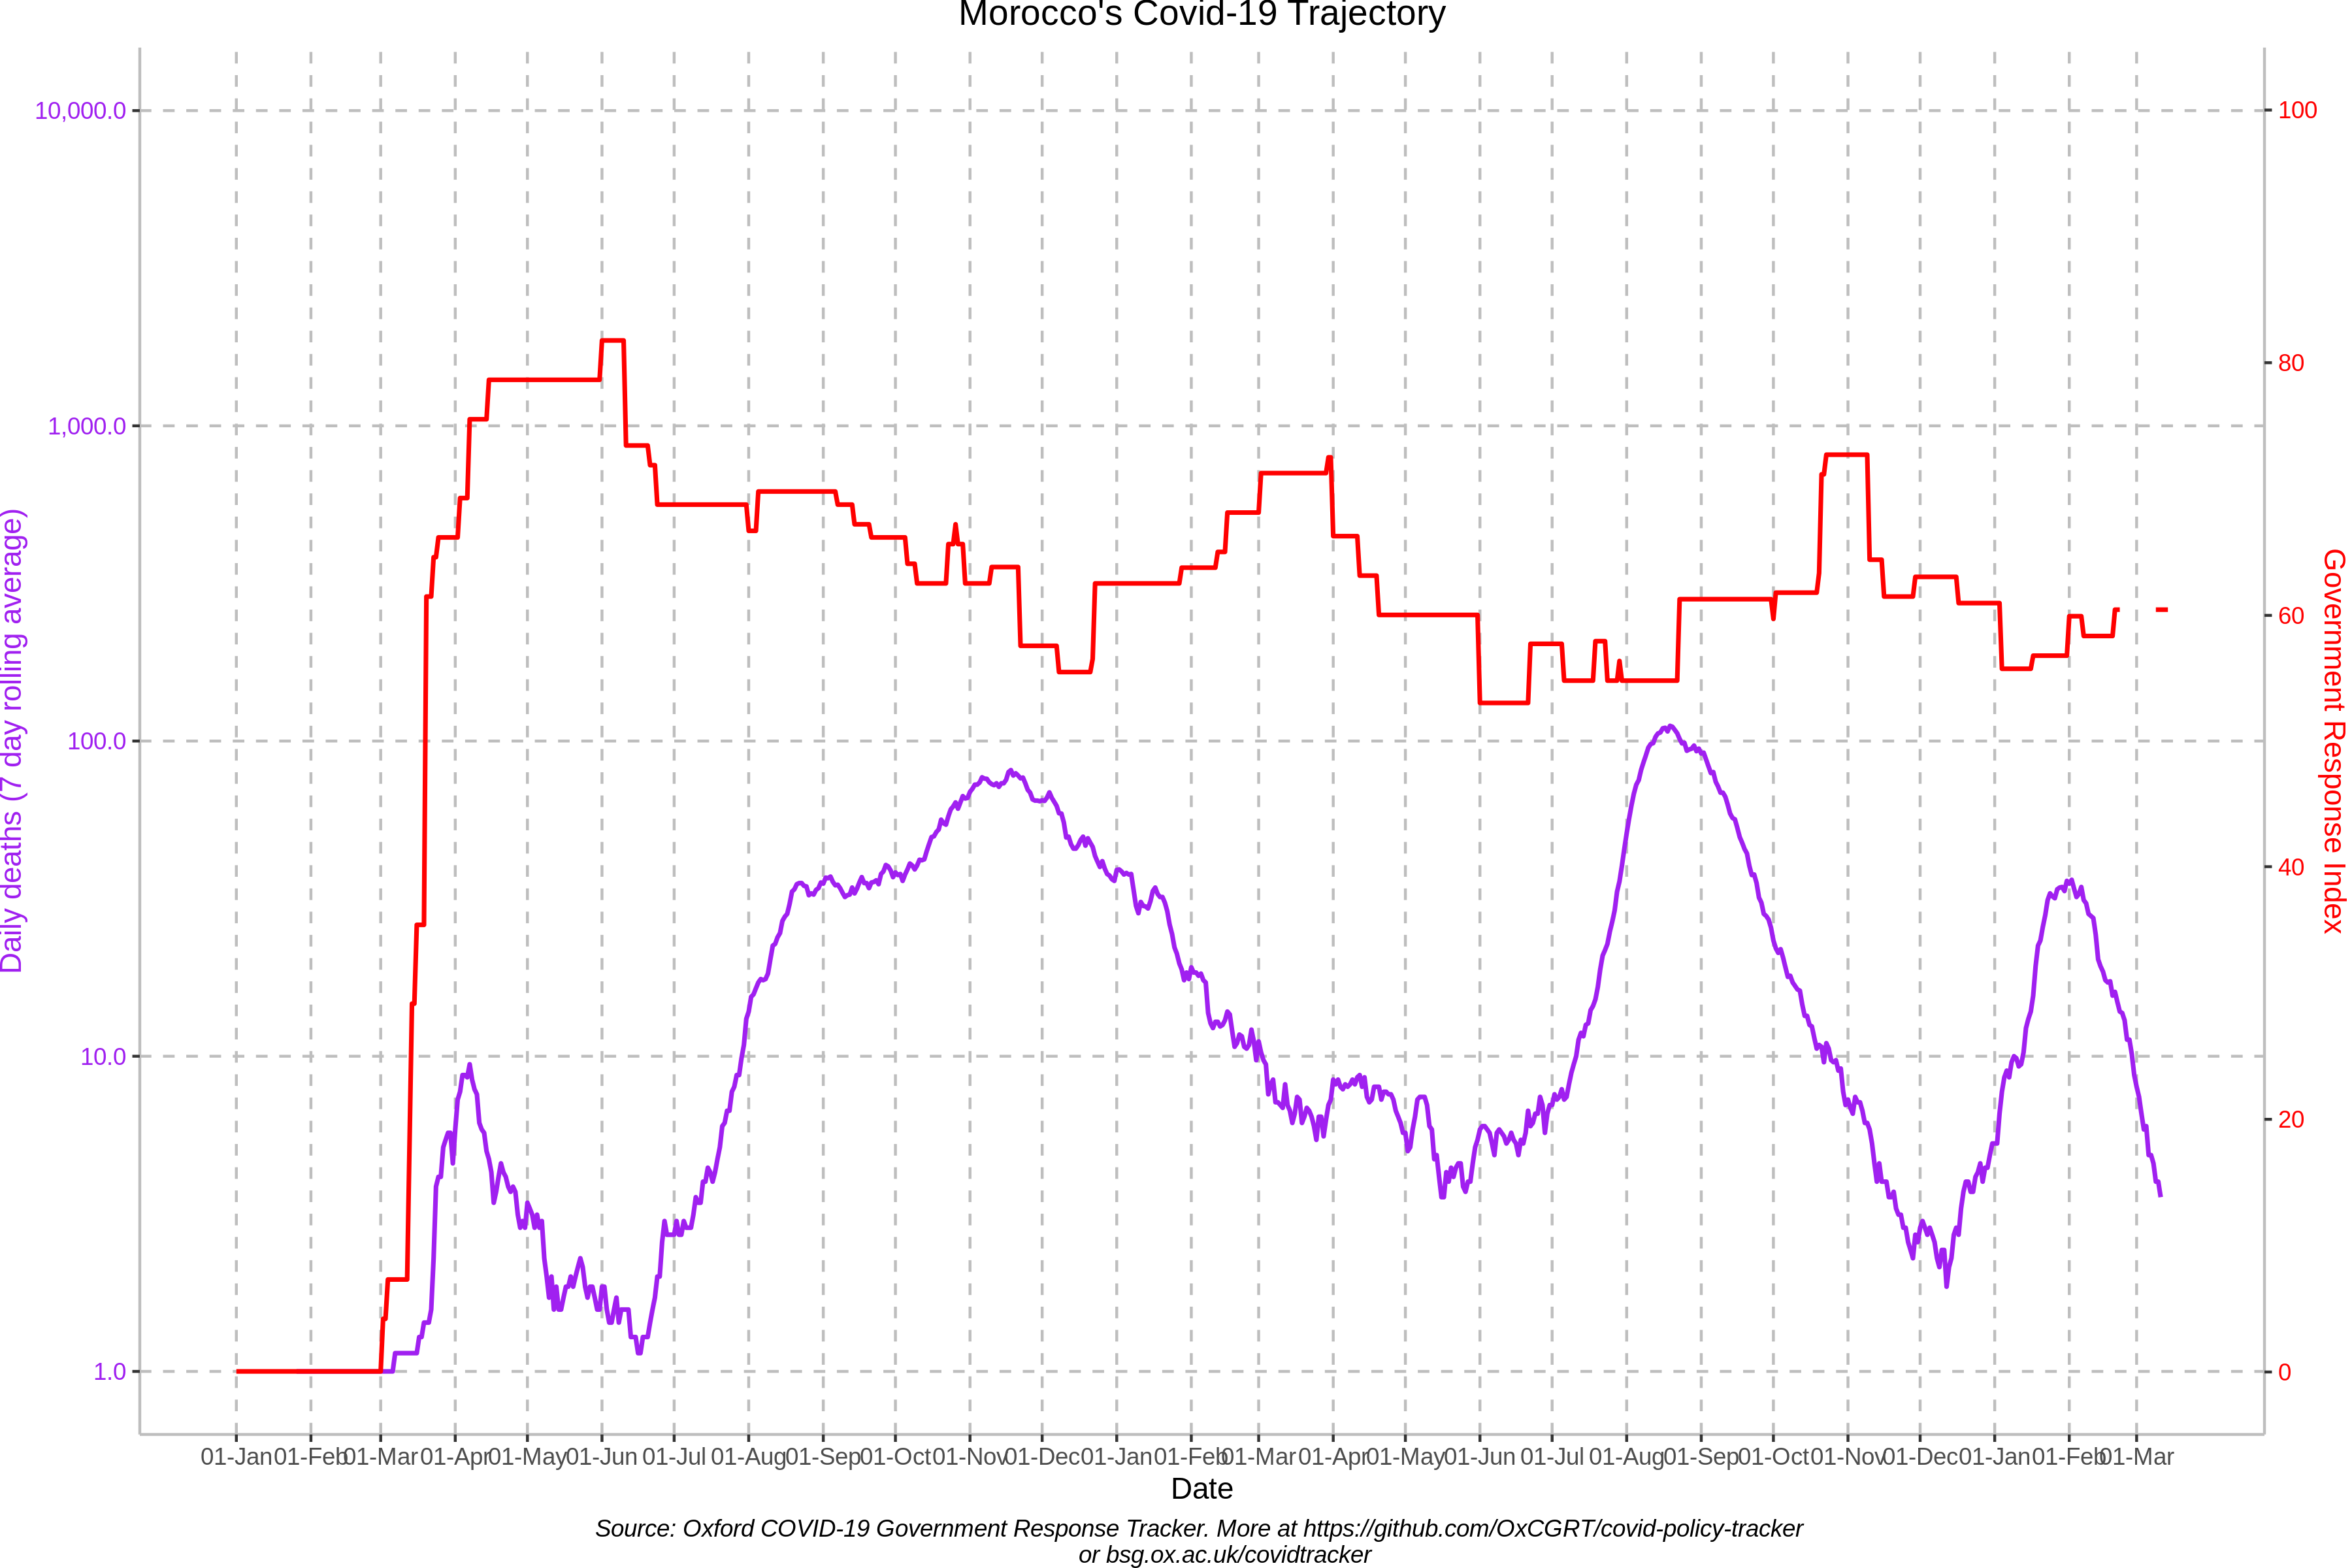 Morocco's Covid-19 Trajectory
10,000.0
1,000.0
100.0
10.0
1.0
Daily deaths (7 day rolling average)
100
80
60
40
20
0
Government Response Index
01-Jan 01-Feb 01-Mar 01-Apr 01-May 01-Jun 01-Jul 01-Aug 01-Sep 01-Oct 01-Nov 01-Dec 01-Jan 01-Feb 01-Mar 01-Apr 01-May 01-Jun 01-Jul 01-Aug 01-Sep 01-Oct 01-Nov 01-Dec 01-Jan 01-Feb 01-Mar
Date
Source: Oxford COVID-19 Government Response Tracker. More at https://github.com/OxCGRT/covid-policy-tracker
or bsg.ox.ac.uk/covidtracker